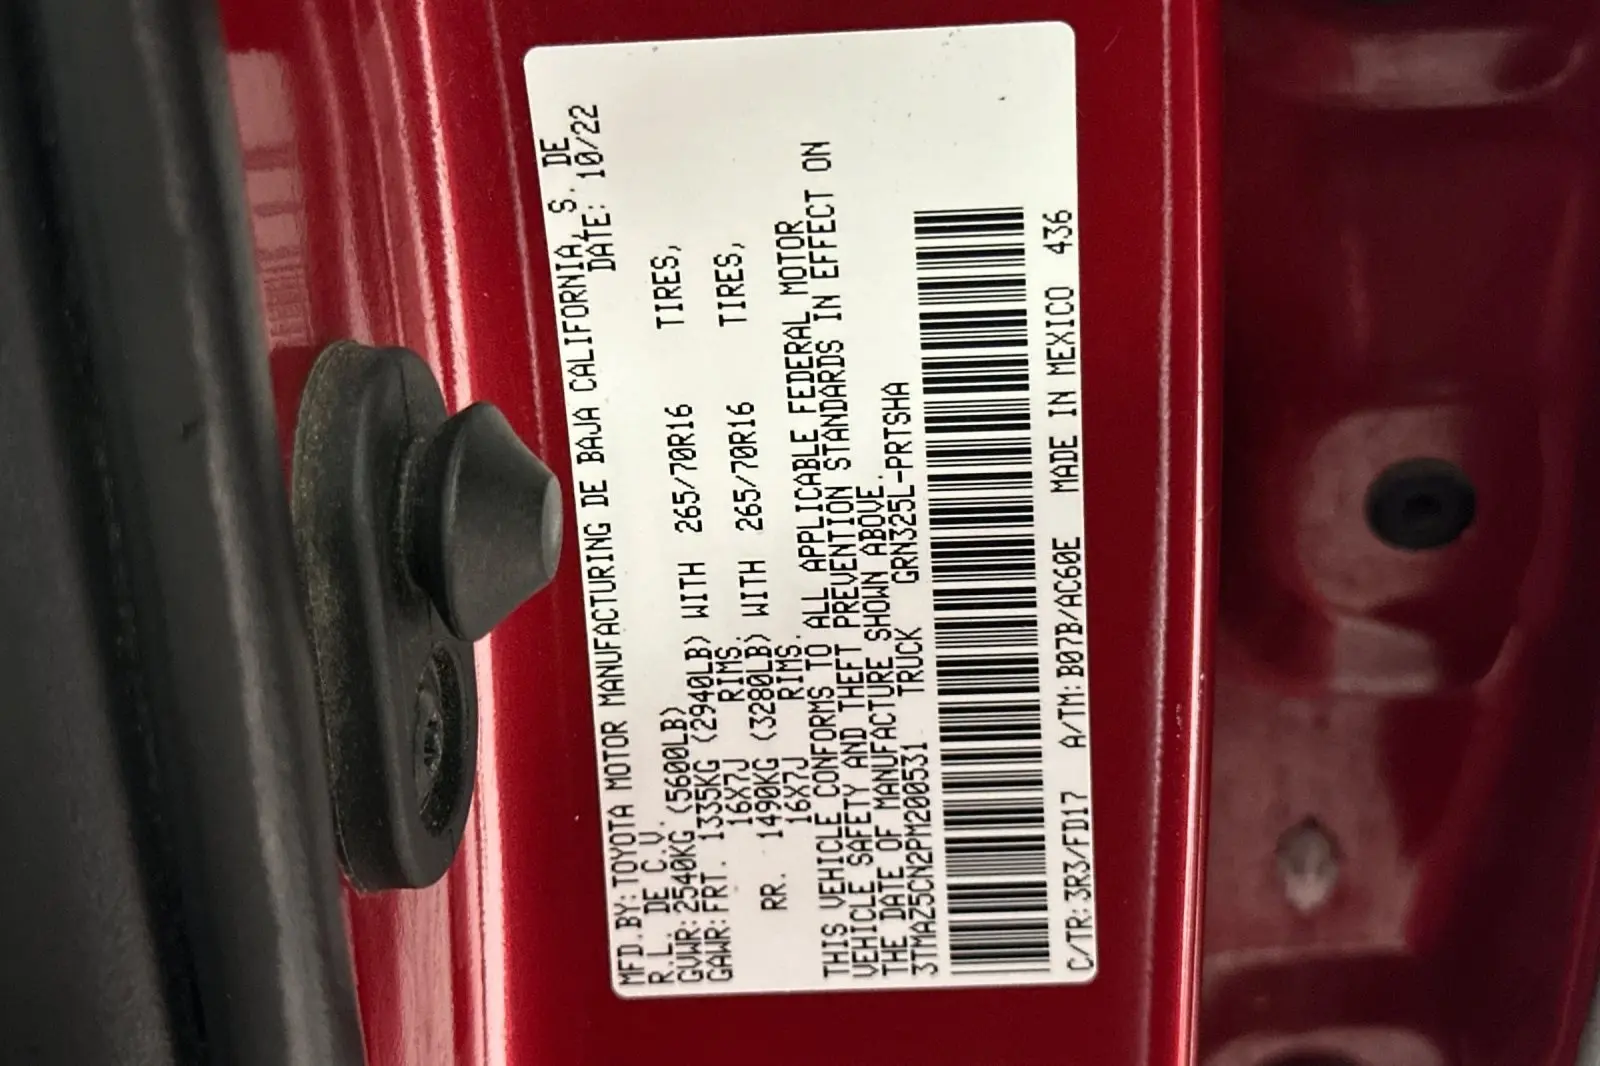 MFD.BY:TOYOTA MOTOR MANUFACTURING DE BAJA CALIFORNIA, S. DE
R.L. DE C.V. DATE: 10/22
GVWR:2540KG (5600LB)
GAWR:FRT. 1335KG (2940LB) WITH 265/70R16 TIRES,
16X7J RIMS.
RR. 1490KG (3280LB) WITH 265/70R16 TIRES,
16X7J RIMS.
THIS VEHICLE CONFORMS TO ALL APPLICABLE FEDERAL MOTOR
VEHICLE SAFETY AND THEFT PREVENTION STANDARDS IN EFFECT ON
THE DATE OF MANUFACTURE SHOWN ABOVE.
3TMAZ5CN2PM200531 TRUCK GRN325L-PRTSHA
C/TR:3R3/FD17 A/TM:B07B/AC60E MADE IN MEXICO 436